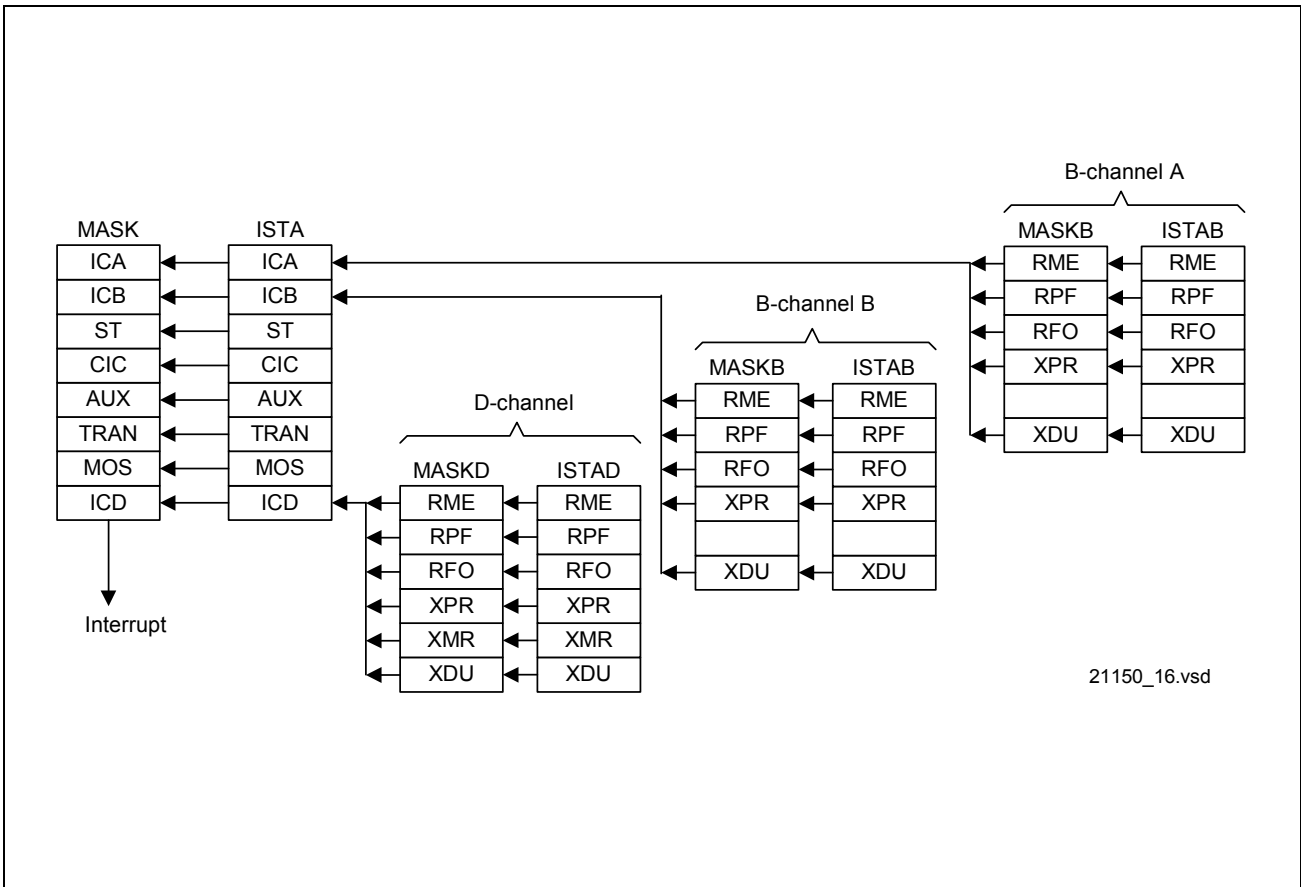 B-channel A
MASK ISTA MASKB ISTAB
ICA ICA RME RME
ICB ICB B-channel B RPF RPF
ST ST RFO RFO
CIC CIC MASKB ISTAB XPR XPR
AUX AUX D-channel RME RME
TRAN TRAN RPF RPF XDU XDU
MOS MOS MASKD ISTAD RFO RFO
ICD ICD RME RME XPR XPR
RPF RPF
RFO RFO XDU XDU
XPR XPR
Interrupt
XMR XMR
XDU XDU
21150_16.vsd